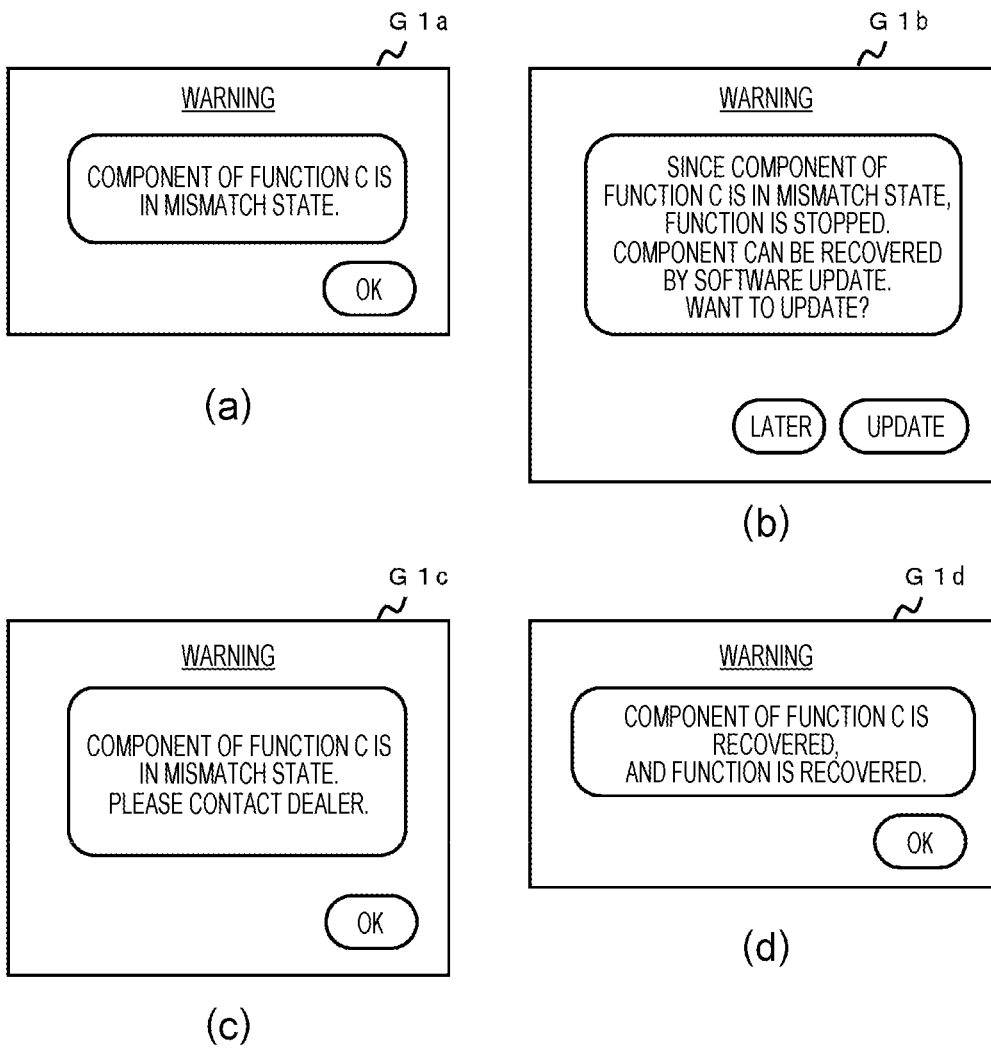 G 1a
WARNING
COMPONENT OF FUNCTION C IS
IN MISMATCH STATE.
OK
(a)
G 1b
WARNING
SINCE COMPONENT OF
FUNCTION C IS IN MISMATCH STATE,
FUNCTION IS STOPPED.
COMPONENT CAN BE RECOVERED
BY SOFTWARE UPDATE.
WANT TO UPDATE?
LATER UPDATE
(b)
G 1c
WARNING
COMPONENT OF FUNCTION C IS
IN MISMATCH STATE.
PLEASE CONTACT DEALER.
OK
(c)
G 1d
WARNING
COMPONENT OF FUNCTION C IS
RECOVERED,
AND FUNCTION IS RECOVERED.
OK
(d)